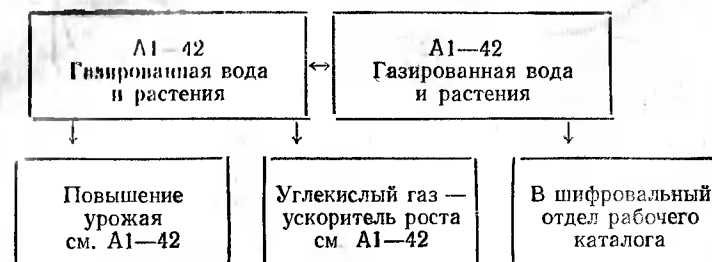 А1—42
Газированная вода
и растения
А1—42
Газированная вода
и растения
Повышение
урожая
см. А1—42
Углекислый газ —
ускоритель роста
см. А1—42
В шифровальный
отдел рабочего
каталога